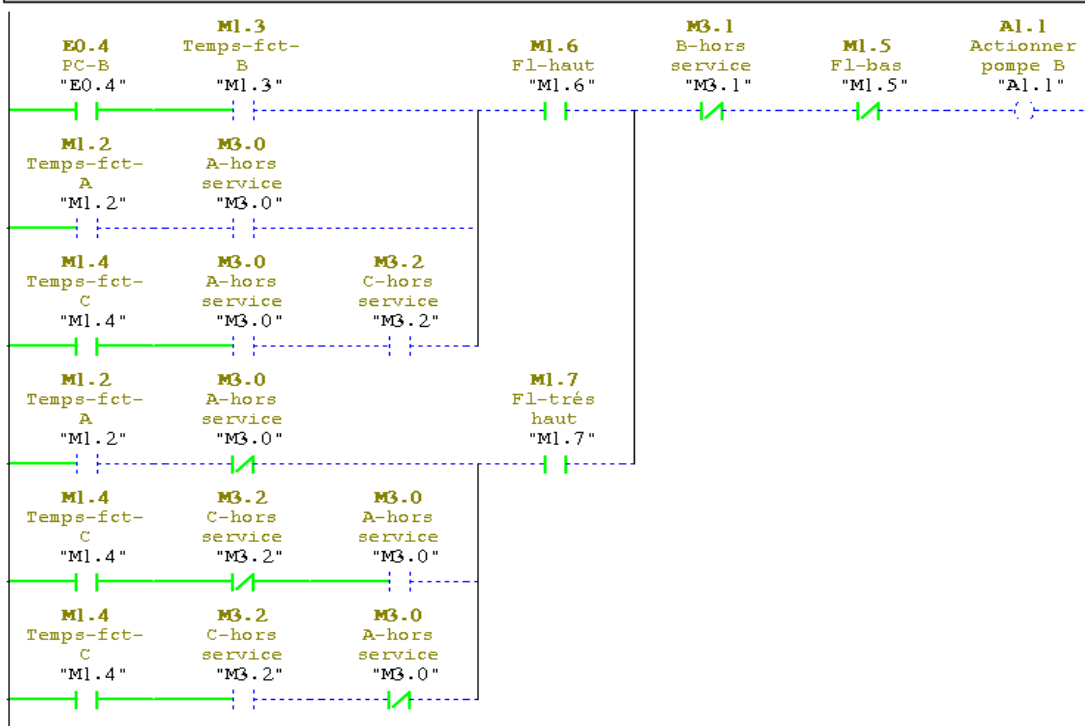 M1.3
M3.1
A1.1
E0.4
Temps-fct-
M1.6
B-hors
M1.5
Actionner
PC-B
B
Fl-haut
service
Fl-bas
pompe B
"E0.4"
"M1.3"
"M1.6"
"M3.1"
"M1.5"
"A1.1"
M1.2
M3.0
Temps-fct-
A-hors
A
service
"M1.2"
"M3.0"
M1.4
M3.0
M3.2
Temps-fct-
A-hors
C-hors
C
service
service
"M1.4"
"M3.0"
"M3.2"
M1.2
M3.0
M1.7
Temps-fct-
A-hors
Fl-trés
A
service
haut
"M1.2"
"M3.0"
"M1.7"
M1.4
M3.2
M3.0
Temps-fct-
C-hors
A-hors
C
service
service
"M1.4"
"M3.2"
"M3.0"
M1.4
M3.2
M3.0
Temps-fct-
C-hors
A-hors
C
service
service
"M1.4"
"M3.2"
"M3.0"